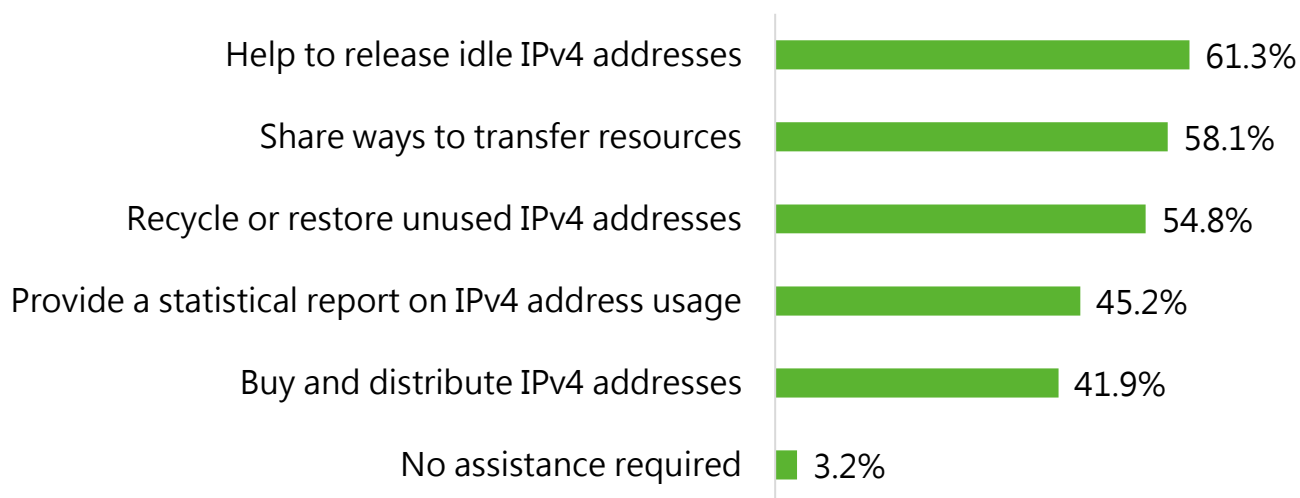 Help to release idle IPv4 addresses 61.3%
Share ways to transfer resources 58.1%
Recycle or restore unused IPv4 addresses 54.8%
Provide a statistical report on IPv4 address usage 45.2%
Buy and distribute IPv4 addresses 41.9%
No assistance required 3.2%